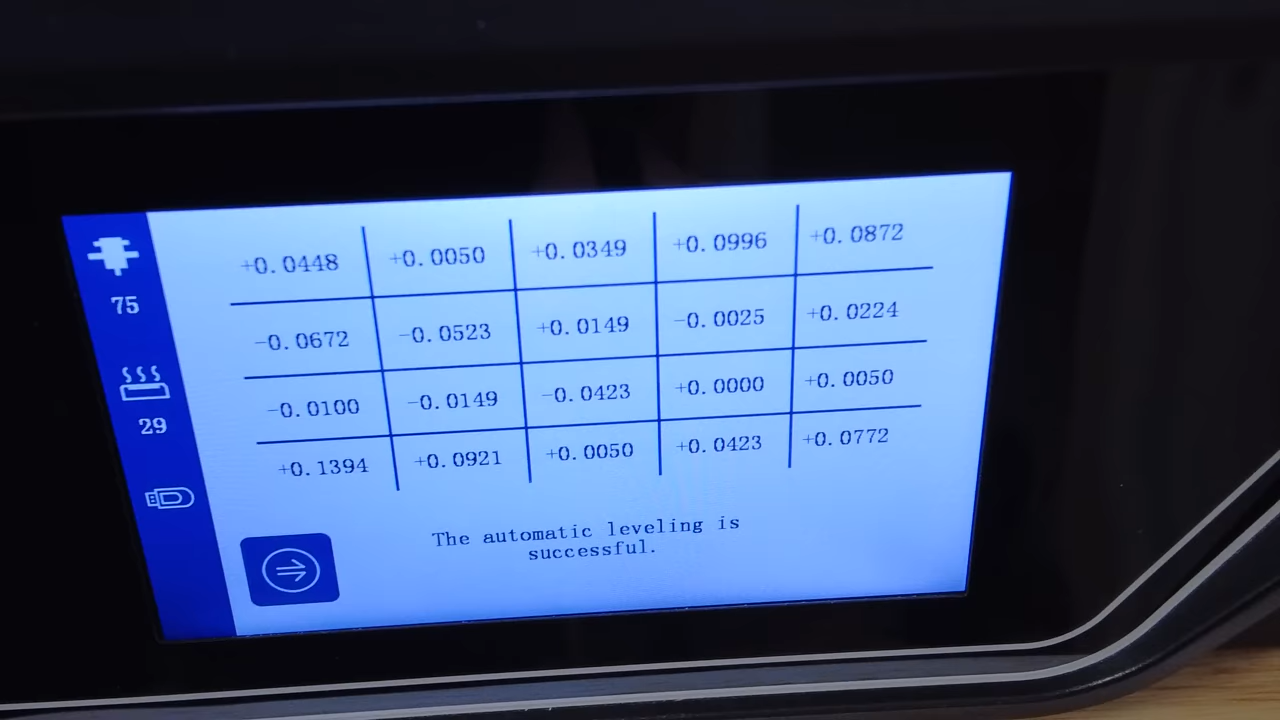 +0.0448 +0.0050 +0.0349 +0.0996 +0.0872
-0.0672 -0.0523 +0.0149 -0.0025 +0.0224
-0.0100 -0.0149 -0.0423 +0.0000 +0.0050
+0.1394 +0.0921 +0.0050 +0.0423 +0.0772
75
29
The automatic leveling is
successful.